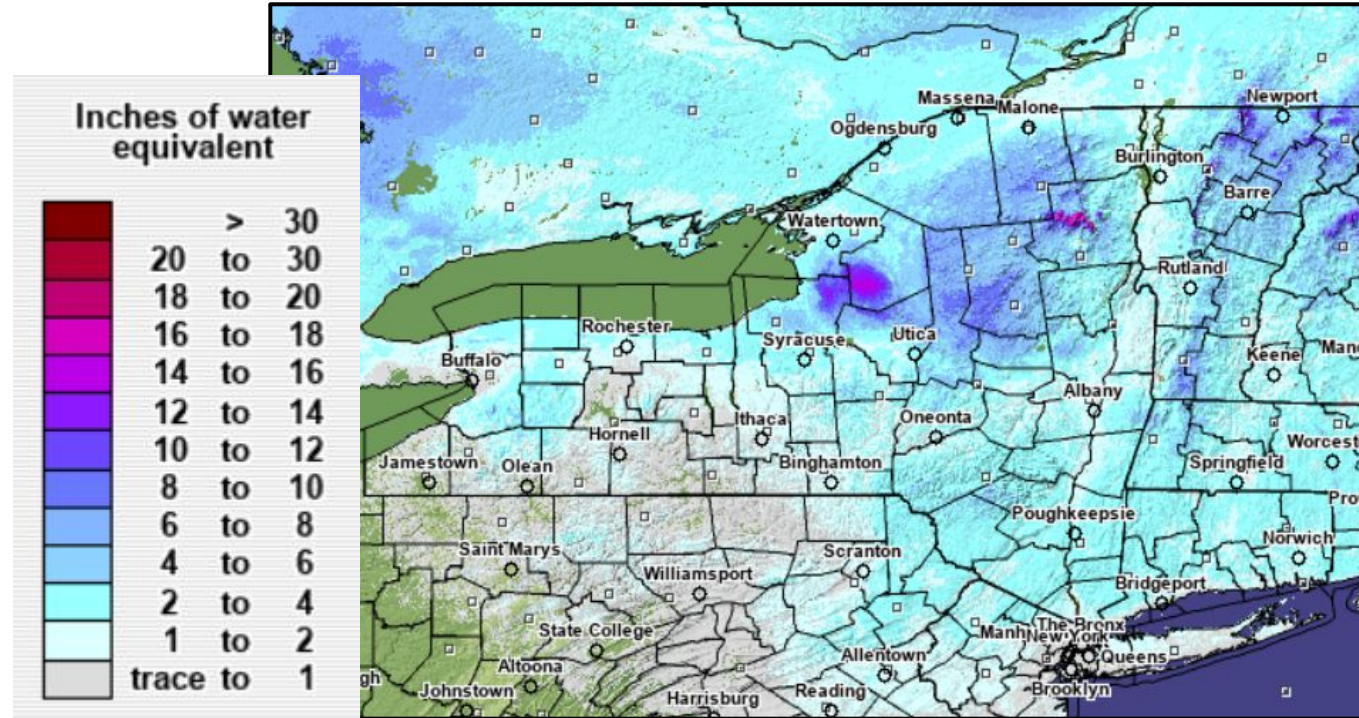 Inches of water
equivalent
> 30
20 to 30
18 to 20
16 to 18
14 to 16
12 to 14
10 to 12
8 to 10
6 to 8
4 to 6
2 to 4
1 to 2
trace to 1
Newport
Massena
Malone
Ogdensburg
Burlington
Barre
Watertown
Rutland
Rochester
Syracuse
Utica
Buffalo
Keene
Manc
Albany
Ithaca
Oneonta
Hornell
Worcest
Jamestown
Olean
Binghamton
Springfield
Pro
Poughkeepsie
Norwich
Saint Marys
Scranton
Williamsport
Bridgeport
State College
The Bronx
Manh
New York
Queens
Allentown
Altoona
gh
Johnstown
Harrisburg
Reading
Brooklyn